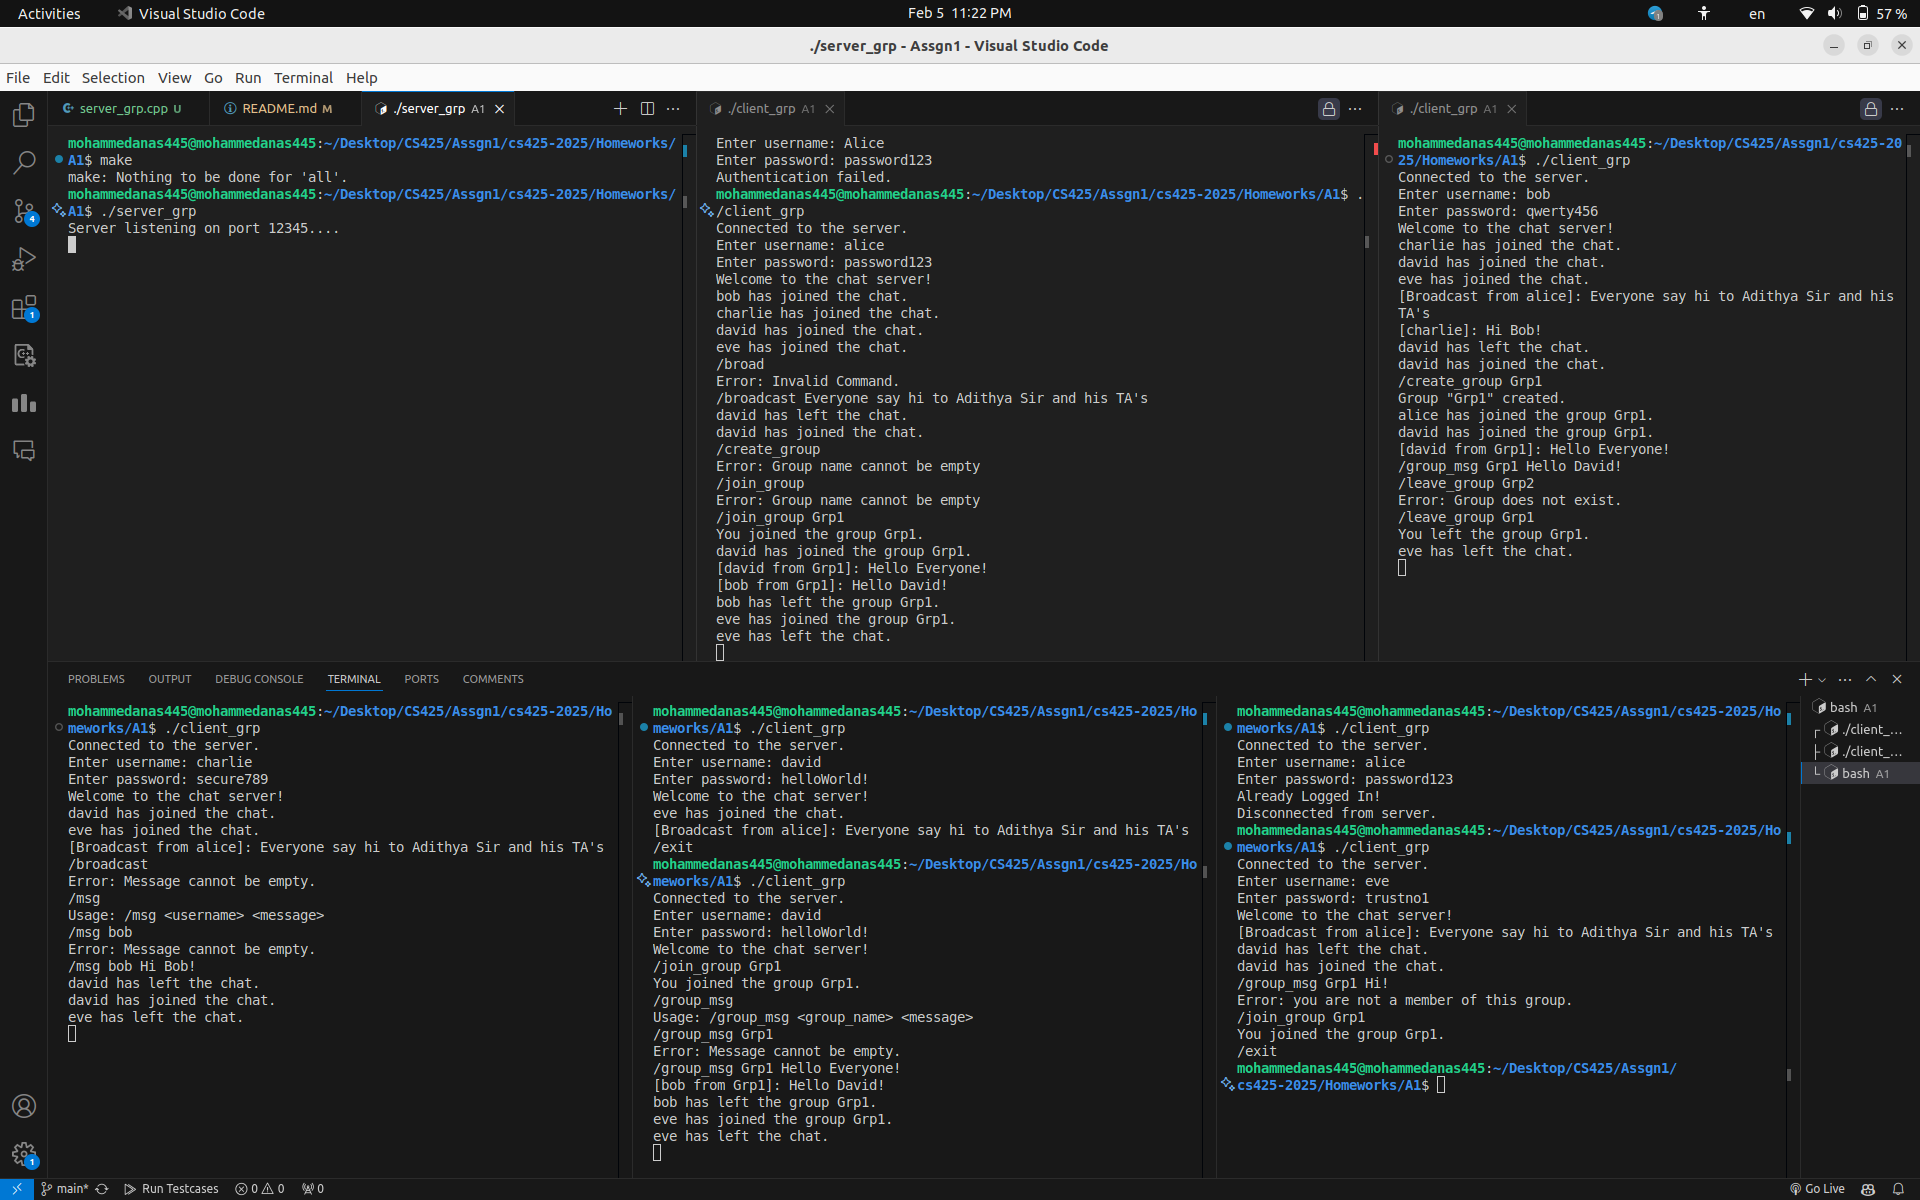 Activities
Visual Studio Code
Feb 5 11:22 PM
en
57 %
./server_grp - Assgn1 - Visual Studio Code
File Edit Selection View Go Run Terminal Help
server_grp.cpp U
README.md M
./server_grp A1
./client_grp A1
./client_grp A1
mohammedanas445@mohammedanas445:~/Desktop/CS425/Assgn1/cs425-2025/Homeworks/
A1$ make
make: Nothing to be done for 'all'.
mohammedanas445@mohammedanas445:~/Desktop/CS425/Assgn1/cs425-2025/Homeworks/
A1$ ./server_grp
Server listening on port 12345....
Enter username: Alice
Enter password: password123
Authentication failed.
mohammedanas445@mohammedanas445:~/Desktop/CS425/Assgn1/cs425-2025/Homeworks/A1$ .
/client_grp
Connected to the server.
Enter username: alice
Enter password: password123
Welcome to the chat server!
bob has joined the chat.
charlie has joined the chat.
david has joined the chat.
eve has joined the chat.
/broad
Error: Invalid Command.
/broadcast Everyone say hi to Adithya Sir and his TA's
david has left the chat.
david has joined the chat.
/create_group
Error: Group name cannot be empty
/join_group
Error: Group name cannot be empty
/join_group Grp1
You joined the group Grp1.
david has joined the group Grp1.
[david from Grp1]: Hello Everyone!
[bob from Grp1]: Hello David!
bob has left the group Grp1.
eve has joined the group Grp1.
eve has left the chat.
mohammedanas445@mohammedanas445:~/Desktop/CS425/Assgn1/cs425-20
25/Homeworks/A1$ ./client_grp
Connected to the server.
Enter username: bob
Enter password: qwerty456
Welcome to the chat server!
charlie has joined the chat.
david has joined the chat.
eve has joined the chat.
[Broadcast from alice]: Everyone say hi to Adithya Sir and his
TA's
[charlie]: Hi Bob!
david has left the chat.
david has joined the chat.
/create_group Grp1
Group "Grp1" created.
alice has joined the group Grp1.
david has joined the group Grp1.
[david from Grp1]: Hello Everyone!
/group_msg Grp1 Hello David!
/leave_group Grp2
Error: Group does not exist.
/leave_group Grp1
You left the group Grp1.
eve has left the chat.
4
1
PROBLEMS OUTPUT DEBUG CONSOLE TERMINAL PORTS COMMENTS
mohammedanas445@mohammedanas445:~/Desktop/CS425/Assgn1/cs425-2025/Ho
meworks/A1$ ./client_grp
Connected to the server.
Enter username: charlie
Enter password: secure789
Welcome to the chat server!
david has joined the chat.
eve has joined the chat.
[Broadcast from alice]: Everyone say hi to Adithya Sir and his TA's
/broadcast
Error: Message cannot be empty.
/msg
Usage: /msg <username> <message>
/msg bob
Error: Message cannot be empty.
/msg bob Hi Bob!
david has left the chat.
david has joined the chat.
eve has left the chat.
mohammedanas445@mohammedanas445:~/Desktop/CS425/Assgn1/cs425-2025/Ho
meworks/A1$ ./client_grp
Connected to the server.
Enter username: david
Enter password: helloWorld!
Welcome to the chat server!
eve has joined the chat.
[Broadcast from alice]: Everyone say hi to Adithya Sir and his TA's
/exit
mohammedanas445@mohammedanas445:~/Desktop/CS425/Assgn1/cs425-2025/Ho
meworks/A1$ ./client_grp
Connected to the server.
Enter username: david
Enter password: helloWorld!
Welcome to the chat server!
/join_group Grp1
You joined the group Grp1.
/group_msg
Usage: /group_msg <group_name> <message>
/group_msg Grp1
Error: Message cannot be empty.
/group_msg Grp1 Hello Everyone!
[bob from Grp1]: Hello David!
bob has left the group Grp1.
eve has joined the group Grp1.
eve has left the chat.
mohammedanas445@mohammedanas445:~/Desktop/CS425/Assgn1/cs425-2025/Ho
meworks/A1$ ./client_grp
Connected to the server.
Enter username: alice
Enter password: password123
Already Logged In!
Disconnected from server.
mohammedanas445@mohammedanas445:~/Desktop/CS425/Assgn1/cs425-2025/Ho
meworks/A1$ ./client_grp
Connected to the server.
Enter username: eve
Enter password: trustno1
Welcome to the chat server!
[Broadcast from alice]: Everyone say hi to Adithya Sir and his TA's
david has left the chat.
david has joined the chat.
/group_msg Grp1 Hi!
Error: you are not a member of this group.
/join_group Grp1
You joined the group Grp1.
/exit
mohammedanas445@mohammedanas445:~/Desktop/CS425/Assgn1/
cs425-2025/Homeworks/A1$
bash A1
./client_...
./client_...
bash A1
1
main* Run Testcases 0 0 0
Go Live